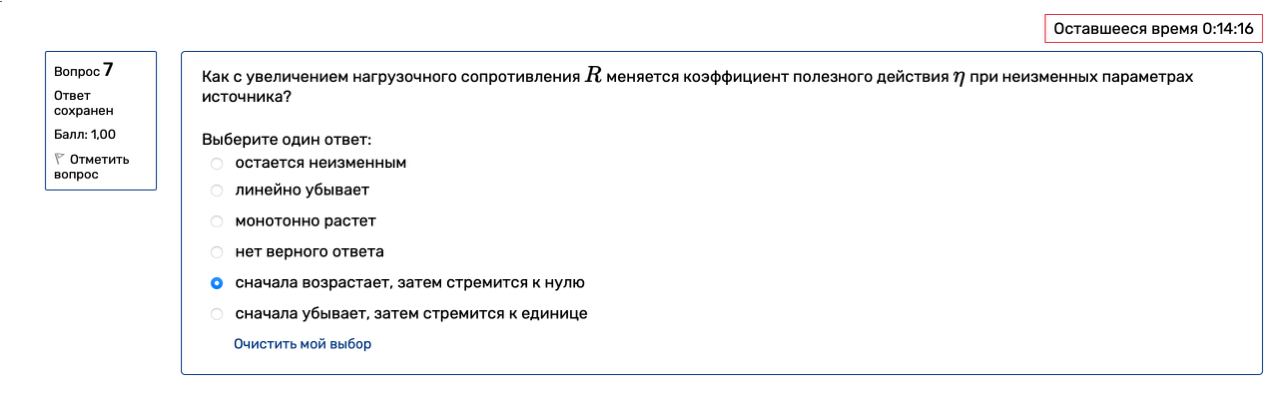 Оставшееся время 0:14:16
Вопрос 7
Ответ
сохранен
Балл: 1,00
Отметить
вопрос
Как с увеличением нагрузочного сопротивления R меняется коэффициент полезного действия η при неизменных параметрах
источника?
Выберите один ответ:
остается неизменным
линейно убывает
монотонно растет
нет верного ответа
сначала возрастает, затем стремится к нулю
сначала убывает, затем стремится к единице
Очистить мой выбор